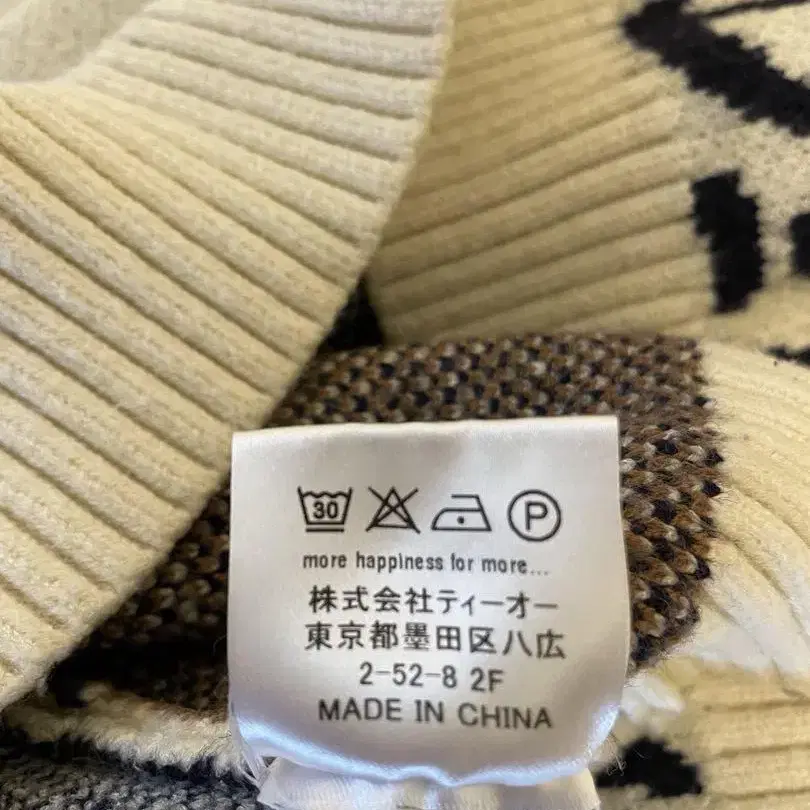 30 P
more happiness for more...
株式会社ティーオー
東京都墨田区八広
2-52-8 2F
MADE IN CHINA